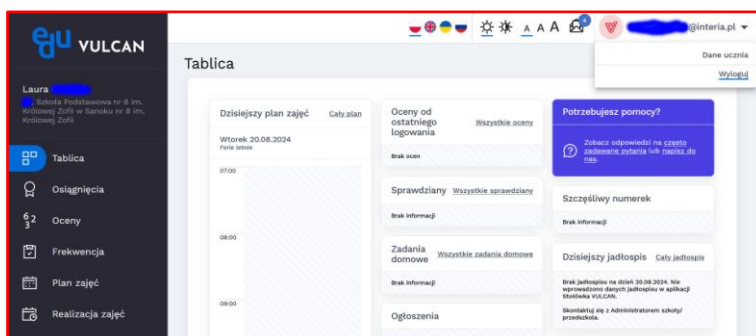 edu VULCAN
@interia.pl
Dane ucznia
Wyloguj
A A A
Tablica
Laura
Szkoła Podstawowa nr 8 im.
Królowej Zofii w Sanoku nr 8 im.
Królowej Zofii
Tablica
Osiągnięcia
Oceny
Frekwencja
Plan zajęć
Realizacja zajęć
Dzisiejszy plan zajęć Cały plan
Wtorek 20.08.2024
Ferie letnie
07:00
08:00
09:00
Oceny od
ostatniego
logowania Wszystkie oceny
Brak ocen
Sprawdziany Wszystkie sprawdziany
Brak informacji
Zadania
domowe Wszystkie zadania domowe
Brak informacji
Ogłoszenia
Potrzebujesz pomocy?
Zobacz odpowiedzi na często
zadawane pytania lub napisz do
nas.
Szczęśliwy numerek
Brak informacji
Dzisiejszy jadłospis Cały jadłospis
Brak jadłospisu na dzień 20.08.2024. Nie
wprowadzono danych jadłospisu w aplikacji
Stołówka VULCAN.
Skontaktuj się z Administratorem szkoły/
przedszkola.